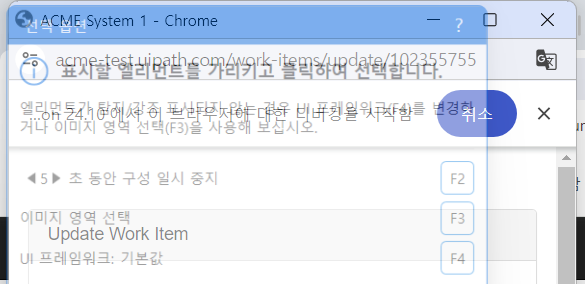 ACME System 1 - Chrome
선택 옵션
?
acme-test.uipath.com/work-items/update/102355755
표시할 엘리먼트를 가리키고 클릭하여 선택합니다.
엘리먼트가 탐지/강조 표시되지 않는 경우 UI 프레임워크(F4)를 변경하
거나 이미지 영역 선택(F3)을 사용해 보십시오.
...on 24.10에서 이 브라우저에 대한 디버깅을 시작함
취소
5 초 동안 구성 일시 중지
F2
이미지 영역 선택
F3
Update Work Item
UI 프레임워크: 기본값
F4